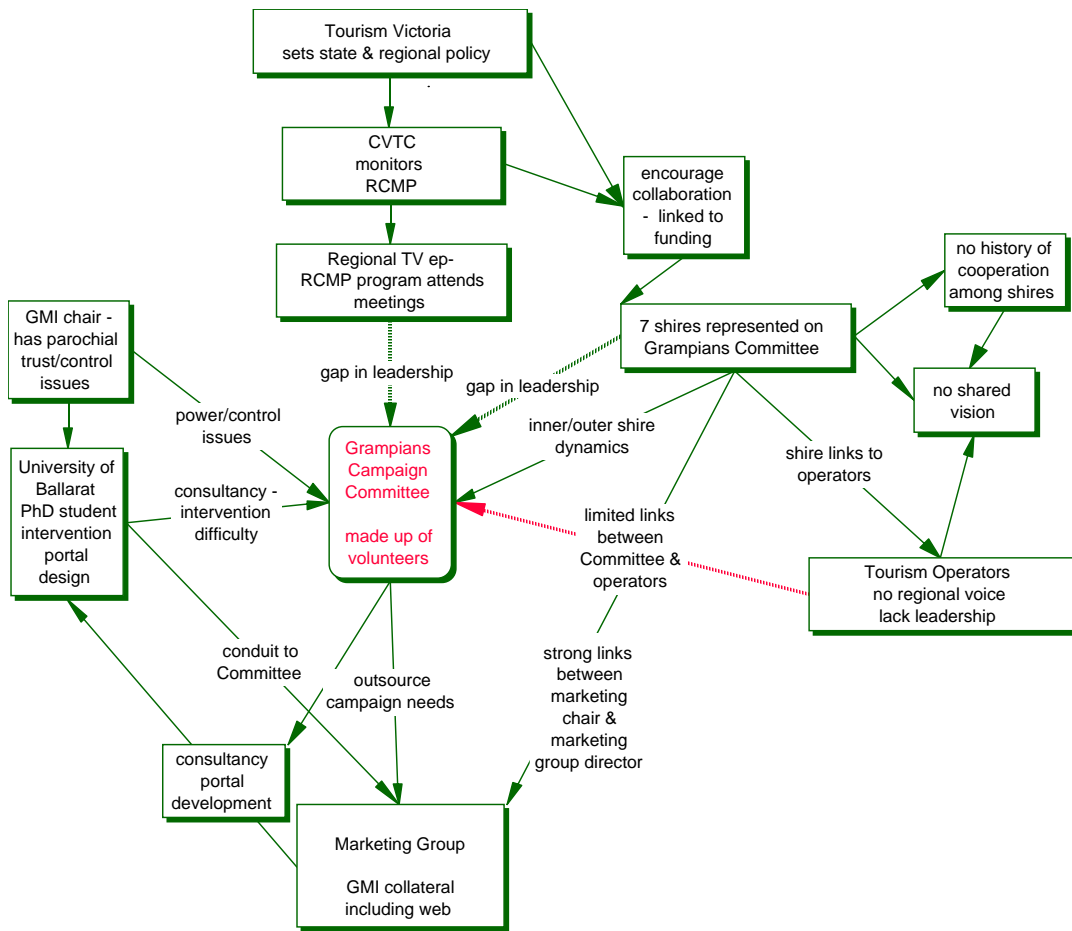 Tourism Victoria
sets state & regional policy
CVTC
monitors
RCMP
encourage
collaboration
- linked to
funding
Regional TV ep-
RCMP program attends
meetings
no history of
cooperation
among shires
GMI chair -
has parochial
trust/control
issues
7 shires represented on
Grampians Committee
gap in leadership
gap in leadership
no shared
vision
power/control
issues
inner/outer shire
dynamics
Grampians
Campaign
Committee
made up of
volunteers
shire links to
operators
University of
Ballarat
PhD student
intervention
portal
design
consultancy -
intervention
difficulty
limited links
between
Committee &
operators
Tourism Operators
no regional voice
lack leadership
conduit to
Committee
outsource
campaign needs
strong links
between
marketing
chair &
marketing
group director
consultancy
portal
development
Marketing Group
GMI collateral
including web